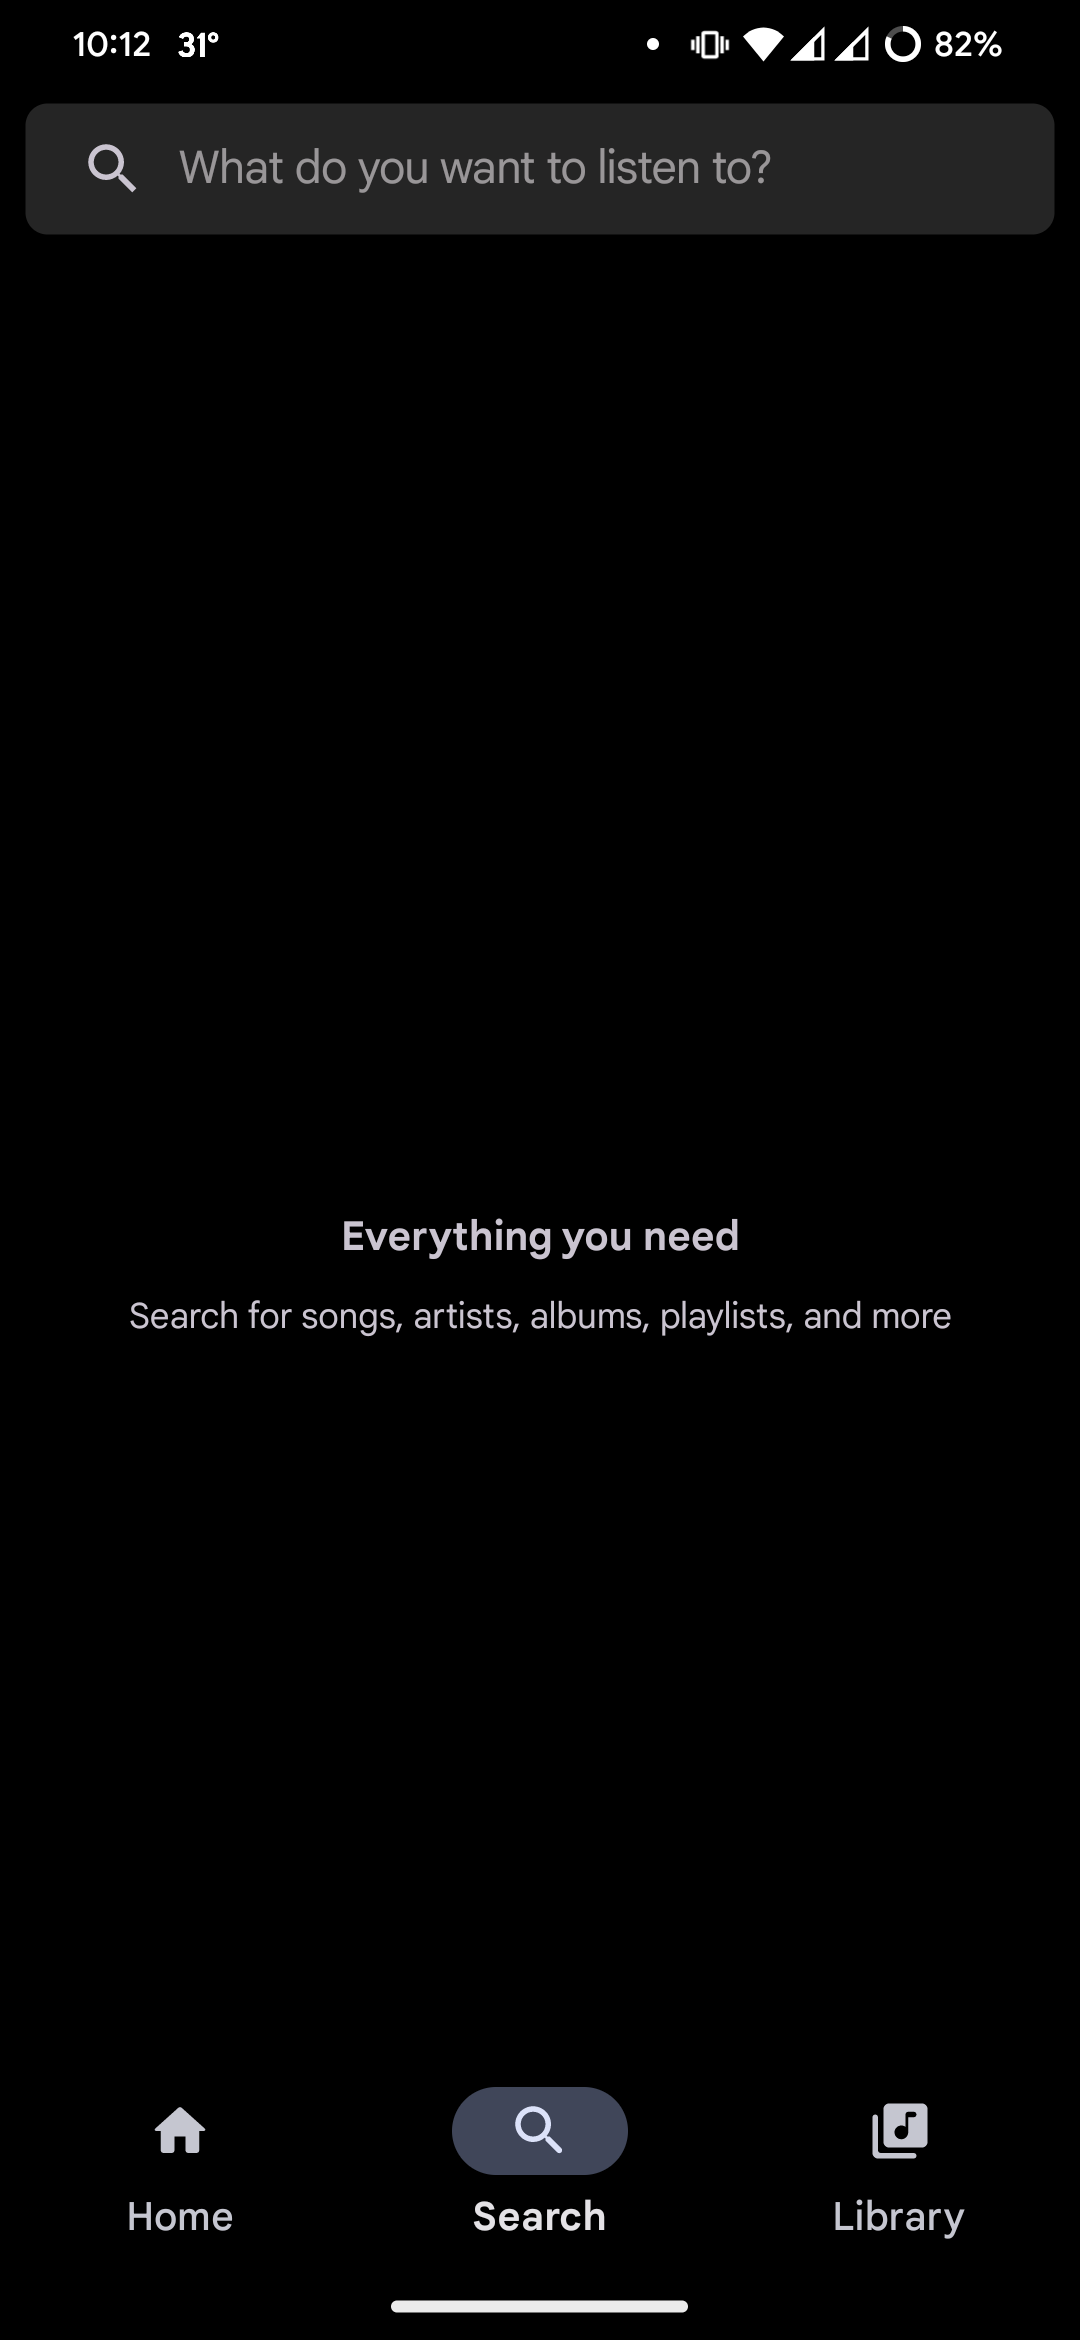 10:12 31° 82%
What do you want to listen to?
Everything you need
Search for songs, artists, albums, playlists, and more
Home Search Library